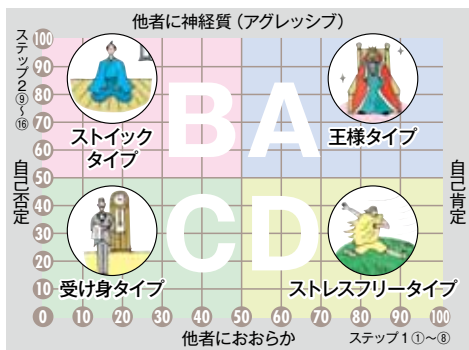 他者に神経質（アグレッシブ）
ステップ2⑨～⑯
自己否定
自己肯定
100
90
80
70
60
50
40
30
20
10
0
10
20
30
40
50
60
70
80
90
100
B A
C D
ストイック
タイプ
王様タイプ
受け身タイプ
ストレスフリータイプ
他者におおらか
ステップ1①～⑧